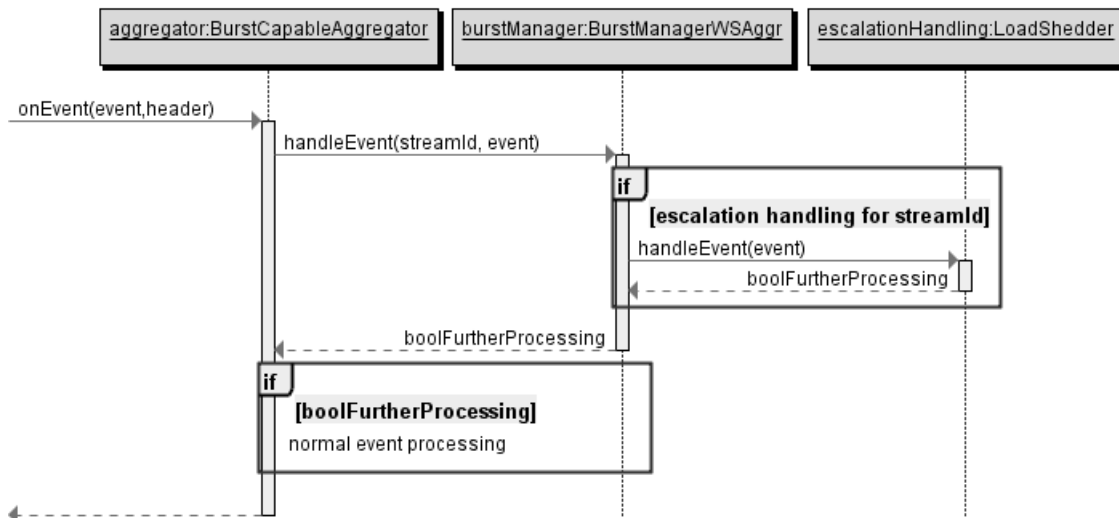 aggregator:BurstCapableAggregator
burstManager:BurstManagerWSAggr
escalationHandling:LoadShedder
onEvent(event,header)
handleEvent(streamId, event)
if
[escalation handling for streamId]
handleEvent(event)
boolFurtherProcessing
boolFurtherProcessing
if
[boolFurtherProcessing]
normal event processing